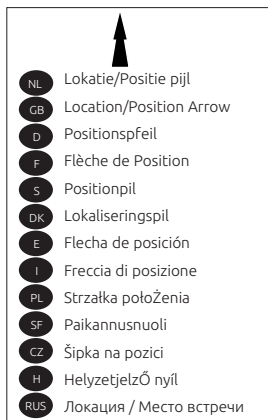 NL Lokatie/Positie pijl
GB Location/Position Arrow
D Positionspfeil
F Flèche de Position
S Positionpil
DK Lokaliseringspil
E Flecha de posición
I Freccia di posizione
PL Strzałka położenia
SF Paikannusnuoli
CZ Šipka na pozici
H HelyzetjelzŐ nyíl
RUS Локация / Место встречи